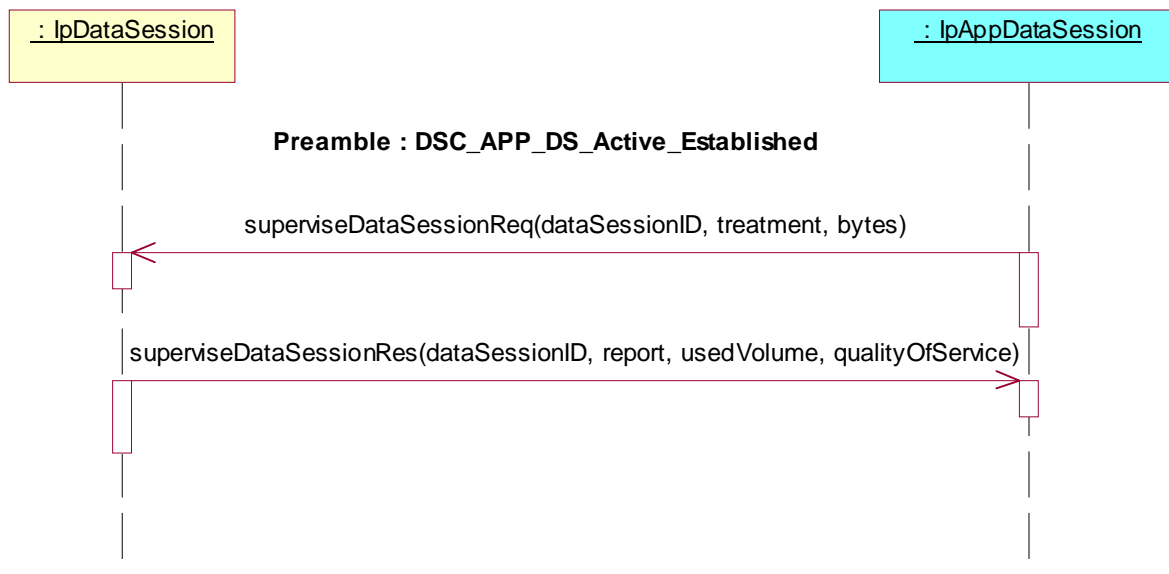 : IpDataSession
: IpAppDataSession
Preamble : DSC_APP_DS_Active_Established
superviseDataSessionReq(dataSessionID, treatment, bytes)
superviseDataSessionRes(dataSessionID, report, usedVolume, qualityOfService)